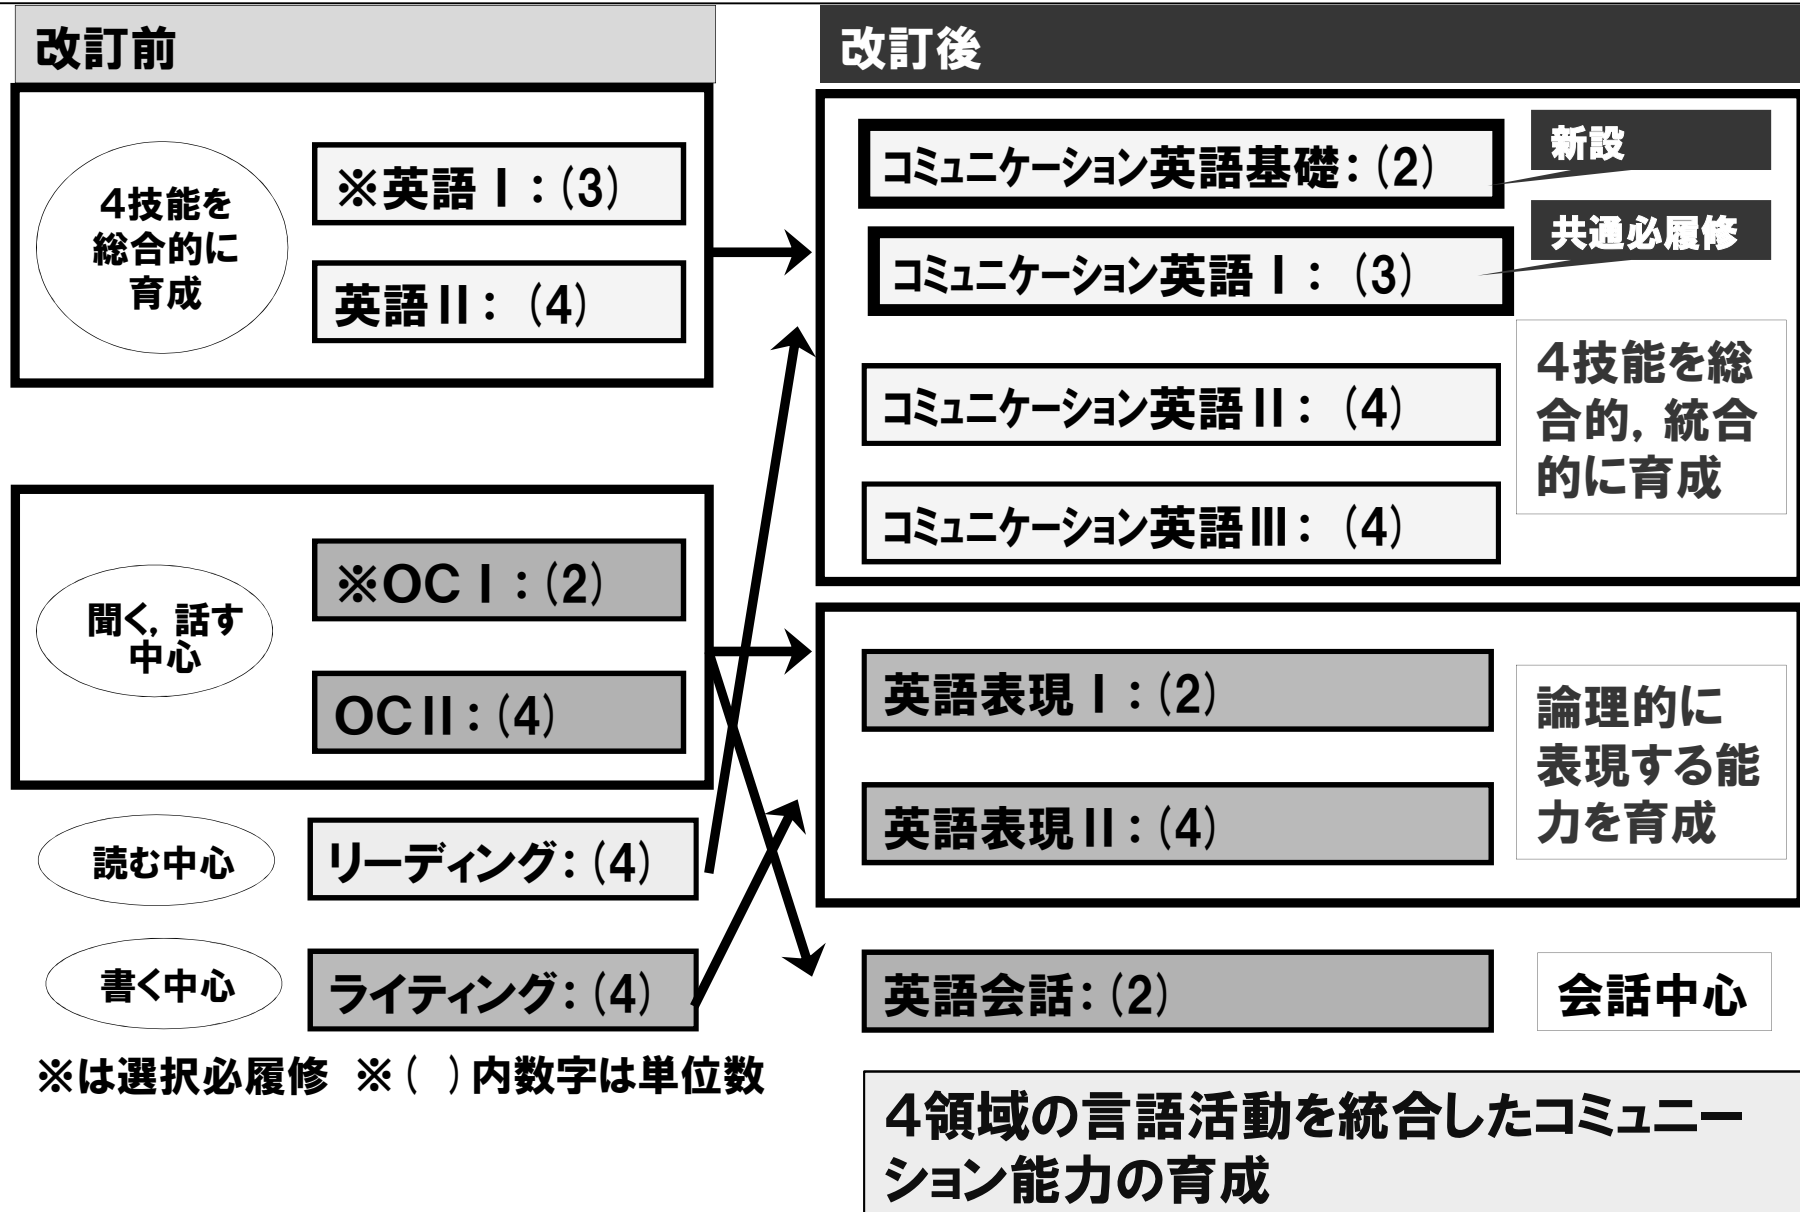 改訂前
4技能を
総合的に
育成
※英語Ⅰ：(3)
英語Ⅱ：(4)
聞く，話す
中心
※OCⅠ：(2)
OCⅡ：(4)
読む中心
リーディング：(4)
書く中心
ライティング：(4)
※は選択必履修 ※(　)内数字は単位数
改訂後
コミュニケーション英語基礎：(2)
新設
コミュニケーション英語Ⅰ：(3)
共通必履修
コミュニケーション英語Ⅱ：(4)
コミュニケーション英語Ⅲ：(4)
4技能を総
合的，統合
的に育成
英語表現Ⅰ：(2)
英語表現Ⅱ：(4)
論理的に
表現する能
力を育成
英語会話：(2)
会話中心
4領域の言語活動を統合したコミュニー
ション能力の育成